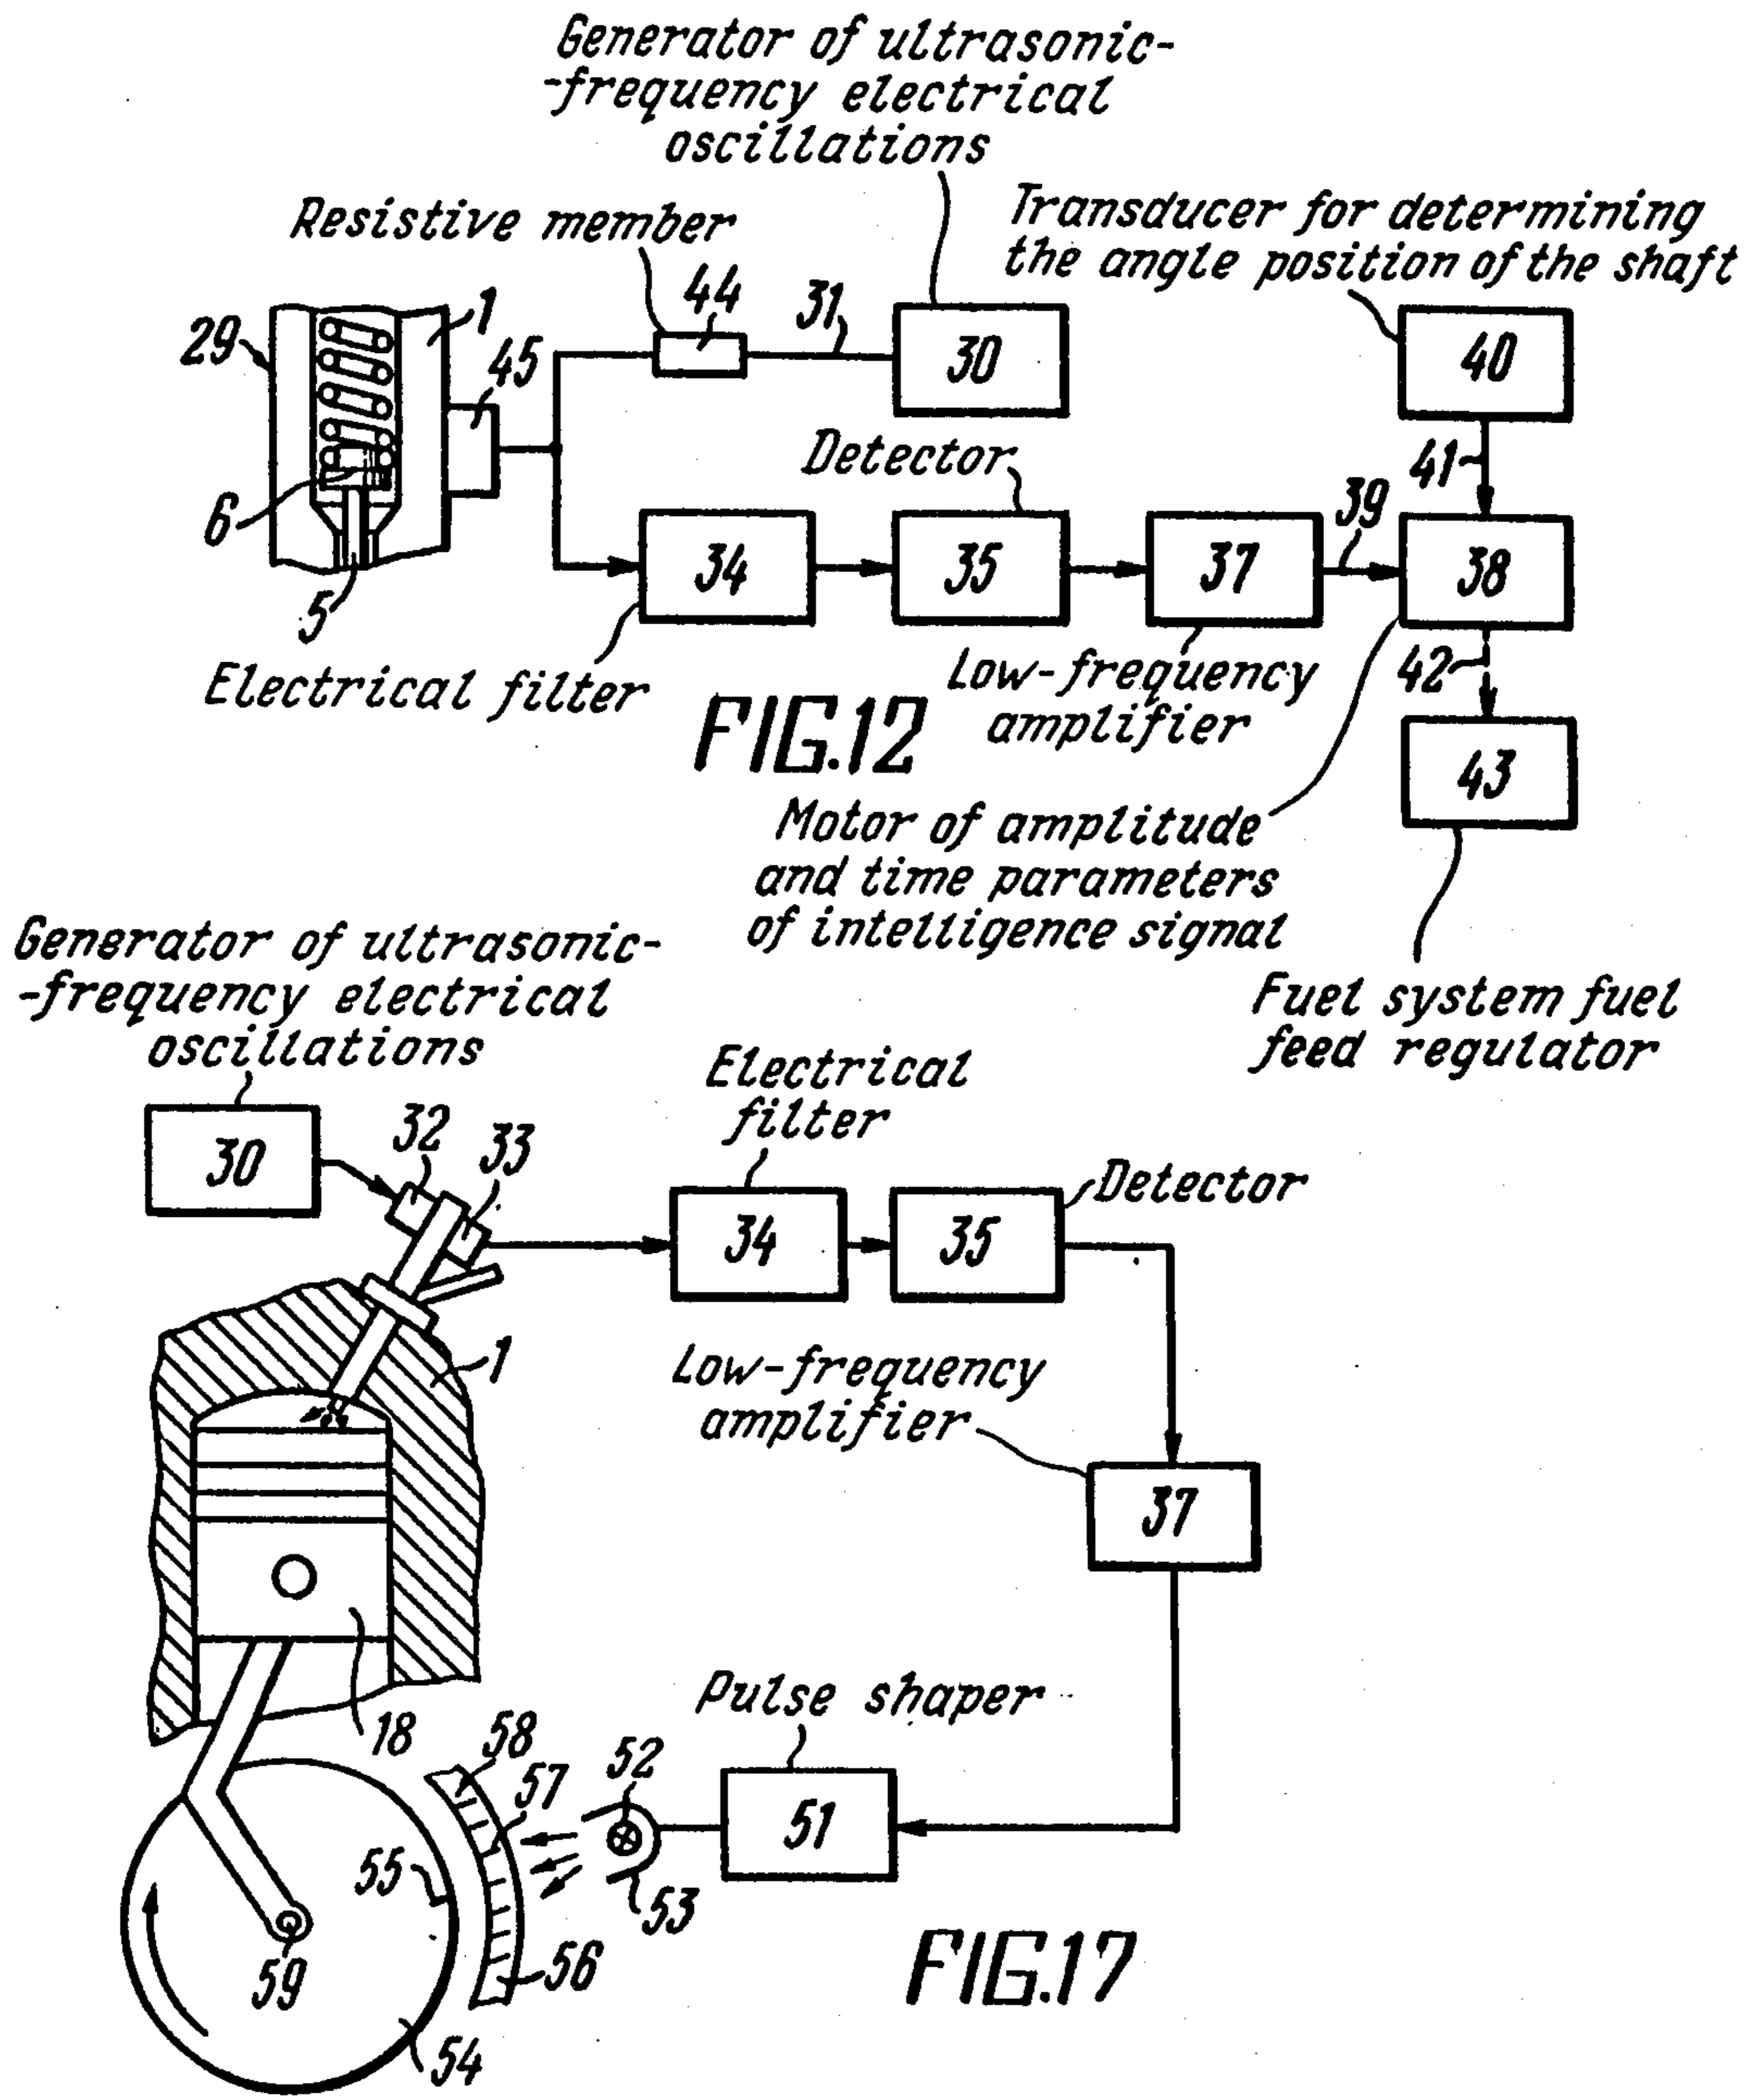 Generator of ultrasonic-
-frequency electrical
oscillations
Resistive member
Transducer for determining
the angle position of the shaft
44
31
1
29
45
30
40
Detector
41
6
39
34
35
37
38
5
42
Electrical filter
Low-frequency
amplifier
FIG.12
43
Motor of amplitude
and time parameters
of intelligence signal
Fuel system fuel
feed regulator
Generator of ultrasonic-
-frequency electrical
oscillations
Electrical
filter
32
33
30
Detector
34
35
1
Low-frequency
amplifier
37
18
Pulse shaper
58
57
52
51
55
53
59
56
54
FIG.17